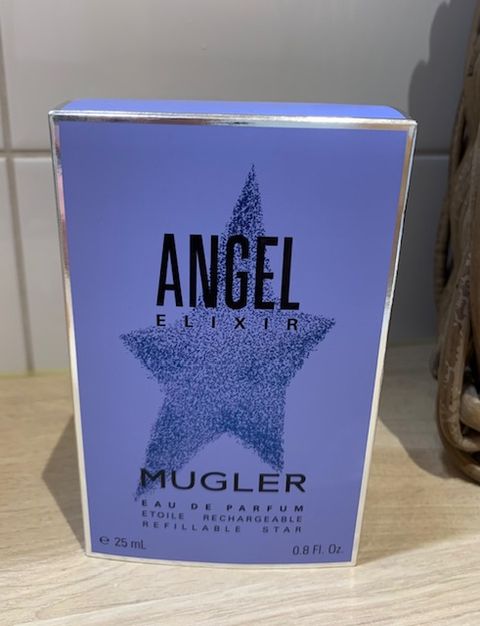 ANGEL
ELIXIR
MUGLER
EAU DE PARFUM
ETOILE RECHARGEABLE
REFILLABLE STAR
℮ 25 mL 0.8 Fl. Oz.